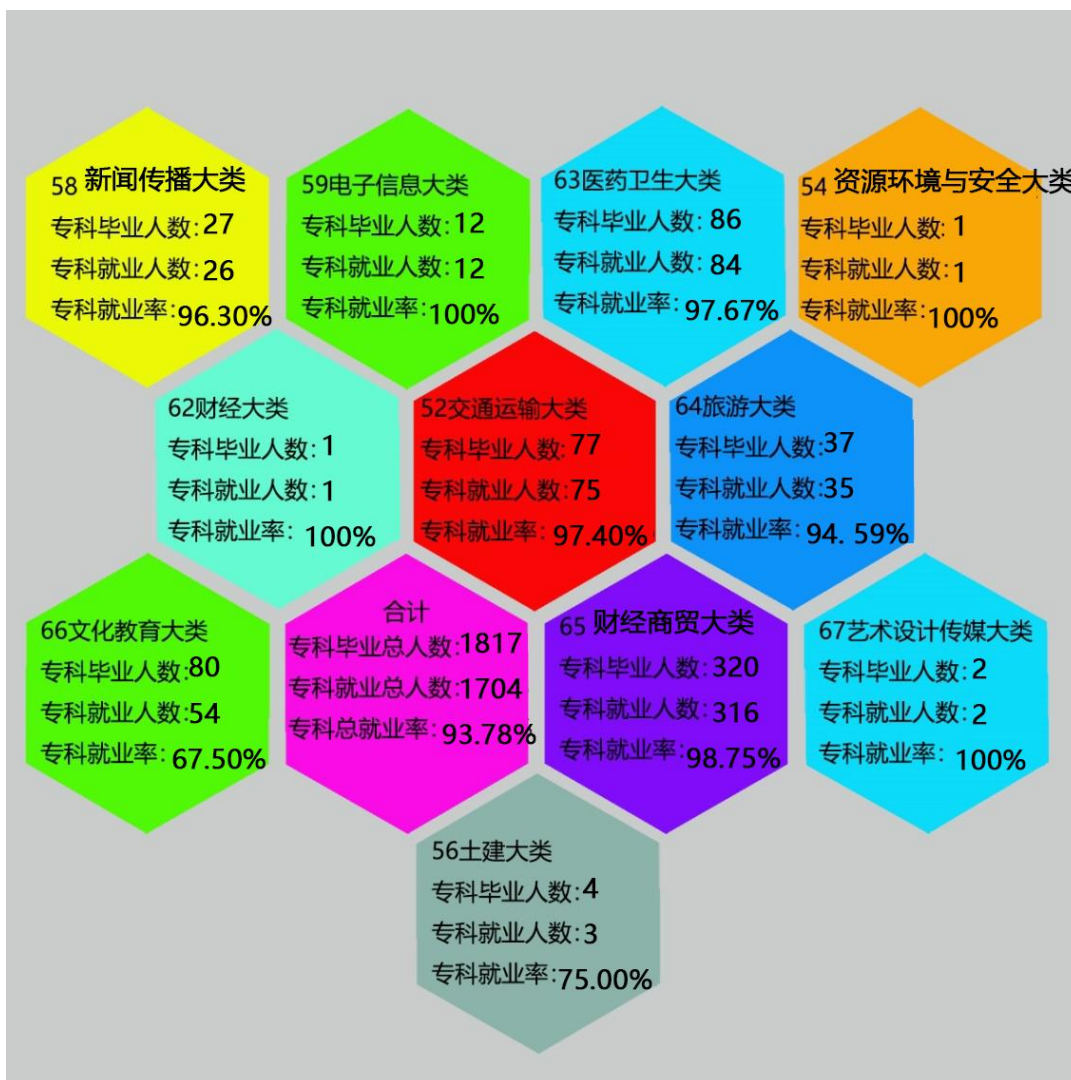 58 新闻传播大类
专科毕业人数:27
专科就业人数:26
专科就业率:96.30%
59电子信息大类
专科毕业人数:12
专科就业人数:12
专科就业率:100%
63医药卫生大类
专科毕业人数:86
专科就业人数:84
专科就业率:97.67%
54 资源环境与安全大类
专科毕业人数:1
专科就业人数:1
专科就业率:100%
62财经大类
专科毕业人数:1
专科就业人数:1
专科就业率: 100%
52交通运输大类
专科毕业人数:77
专科就业人数:75
专科就业率:97.40%
64旅游大类
专科毕业人数:37
专科就业人数:35
专科就业率:94. 59%
66文化教育大类
专科毕业人数:80
专科就业人数:54
专科就业率:67.50%
合计
专科毕业总人数:1817
专科就业总人数:1704
专科总就业率:93.78%
65 财经商贸大类
专科毕业人数:320
专科就业人数:316
专科就业率:98.75%
67艺术设计传媒大类
专科毕业人数:2
专科就业人数:2
专科就业率: 100%
56土建大类
专科毕业人数:4
专科就业人数:3
专科就业率:75.00%